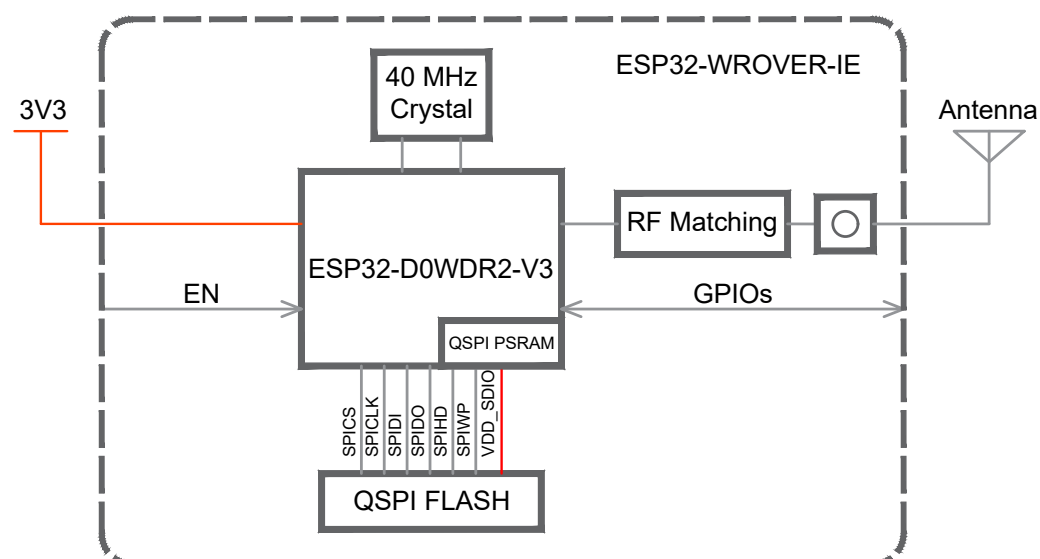 ESP32-WROVER-IE
40 MHz
Crystal
3V3
Antenna
RF Matching
ESP32-D0WDR2-V3
EN
GPIOs
QSPI PSRAM
SPICS
SPICLK
SPIDI
SPIDO
SPIHD
SPIWP
VDD_SDIO
QSPI FLASH